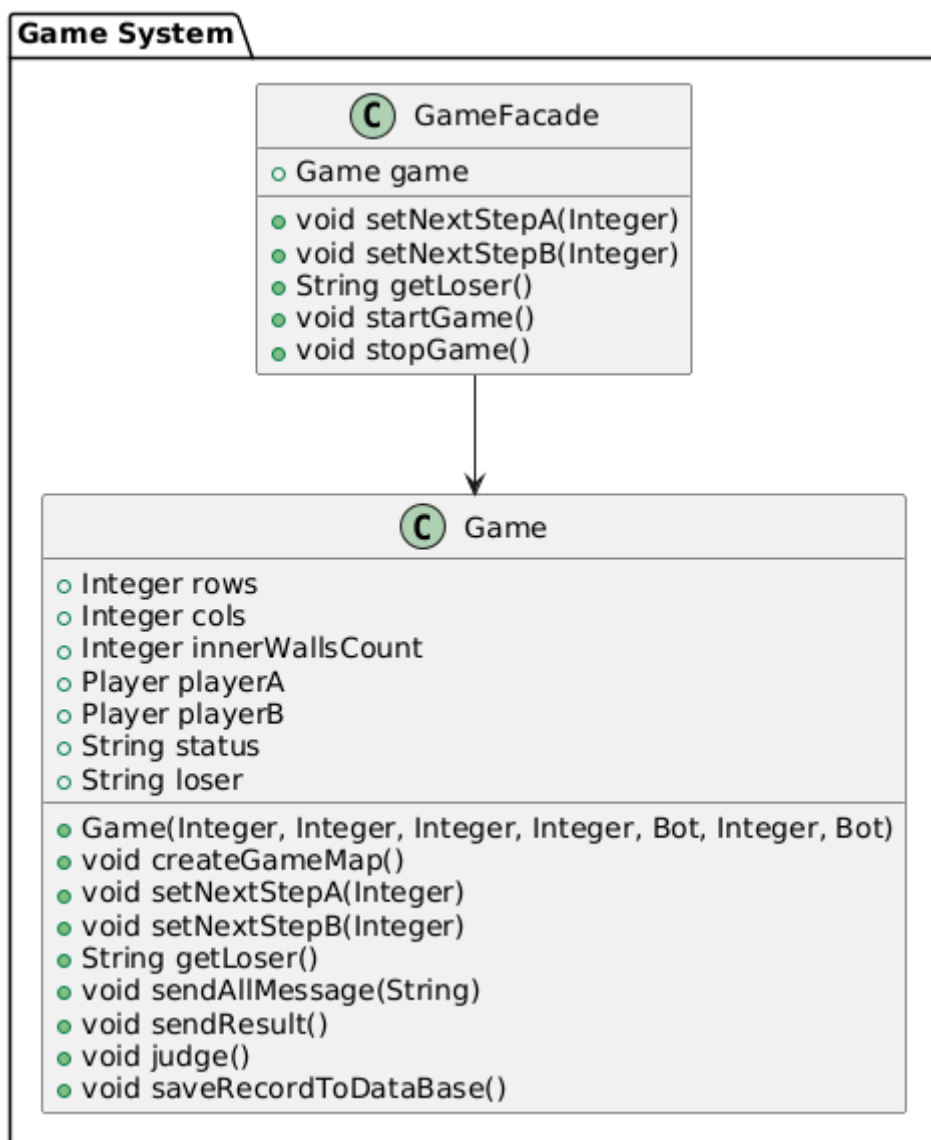 Game System
C GameFacade
Game game
void setNextStepA(Integer)
void setNextStepB(Integer)
String getLoser()
void startGame()
void stopGame()
C Game
Integer rows
Integer cols
Integer innerWallsCount
Player playerA
Player playerB
String status
String loser
Game(Integer, Integer, Integer, Integer, Bot, Integer, Bot)
void createGameMap()
void setNextStepA(Integer)
void setNextStepB(Integer)
String getLoser()
void sendAllMessage(String)
void sendResult()
void judge()
void saveRecordToDataBase()